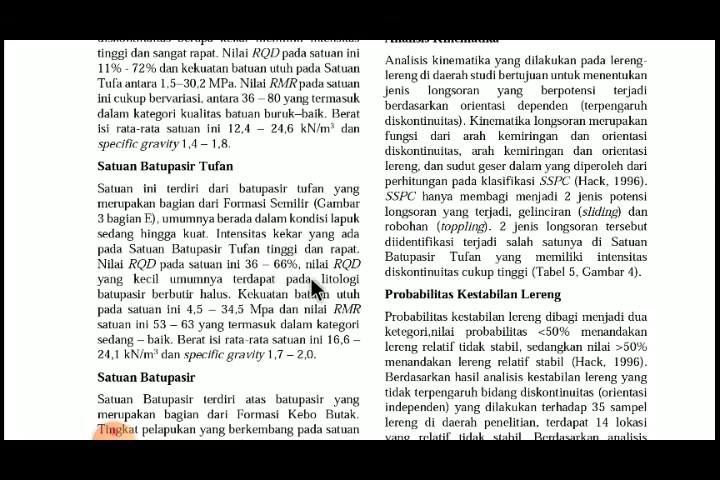 diskontinuitas berupa kekar memiliki intensitas
tinggi dan sangat rapat. Nilai RQD pada satuan ini
11% - 72% dan kekuatan batuan utuh pada Satuan
Tufa antara 1,5–30,2 MPa. Nilai RMR pada satuan
ini cukup bervariasi, antara 36 – 80 yang termasuk
dalam kategori kualitas batuan buruk–baik. Berat
isi rata-rata satuan ini 12,4 – 24,6 kN/m³ dan
specific gravity 1,4 – 1,8.
Satuan Batupasir Tufan
Satuan ini terdiri dari batupasir tufan yang
merupakan bagian dari Formasi Semilir (Gambar
3 bagian E), umumnya berada dalam kondisi lapuk
sedang hingga kuat. Intensitas kekar yang ada
pada Satuan Batupasir Tufan tinggi dan rapat.
Nilai RQD pada satuan ini 36 – 66%, nilai RQD
yang kecil umumnya terdapat pada litologi
batupasir berbutir halus. Kekuatan batuan utuh
pada satuan ini 4,5 – 34,5 Mpa dan nilai RMR
satuan ini 53 – 63 yang termasuk dalam kategori
sedang – baik. Berat isi rata-rata satuan ini 16,6 –
24,1 kN/m³ dan specific gravity 1,7 – 2,0.
Satuan Batupasir
Satuan Batupasir terdiri atas batupasir yang
merupakan bagian dari Formasi Kebo Butak.
Tingkat pelapukan yang berkembang pada satuan
Analisis Kinematika
Analisis kinematika yang dilakukan pada lereng-
lereng di daerah studi bertujuan untuk menentukan
jenis longsoran yang berpotensi terjadi
berdasarkan orientasi dependen (terpengaruh
diskontinuitas). Kinematika longsoran merupakan
fungsi dari arah kemiringan dan orientasi
diskontinuitas, arah kemiringan dan orientasi
lereng, dan sudut geser dalam yang diperoleh dari
perhitungan pada klasifikasi SSPC (Hack, 1996).
SSPC hanya membagi menjadi 2 jenis potensi
longsoran yang terjadi, gelinciran (sliding) dan
robohan (toppling). 2 jenis longsoran tersebut
diidentifikasi terjadi salah satunya di Satuan
Batupasir Tufan yang memiliki intensitas
diskontinuitas cukup tinggi (Tabel 5, Gambar 4).
Probabilitas Kestabilan Lereng
Probabilitas kestabilan lereng dibagi menjadi dua
ketegori,nilai probabilitas <50% menandakan
lereng relatif tidak stabil, sedangkan nilai >50%
menandakan lereng relatif stabil (Hack, 1996).
Berdasarkan hasil analisis kestabilan lereng yang
tidak terpengaruh bidang diskontinuitas (orientasi
independen) yang dilakukan terhadap 35 sampel
lereng di daerah penelitian, terdapat 14 lokasi
yang relatif tidak stabil. Berdasarkan analisis